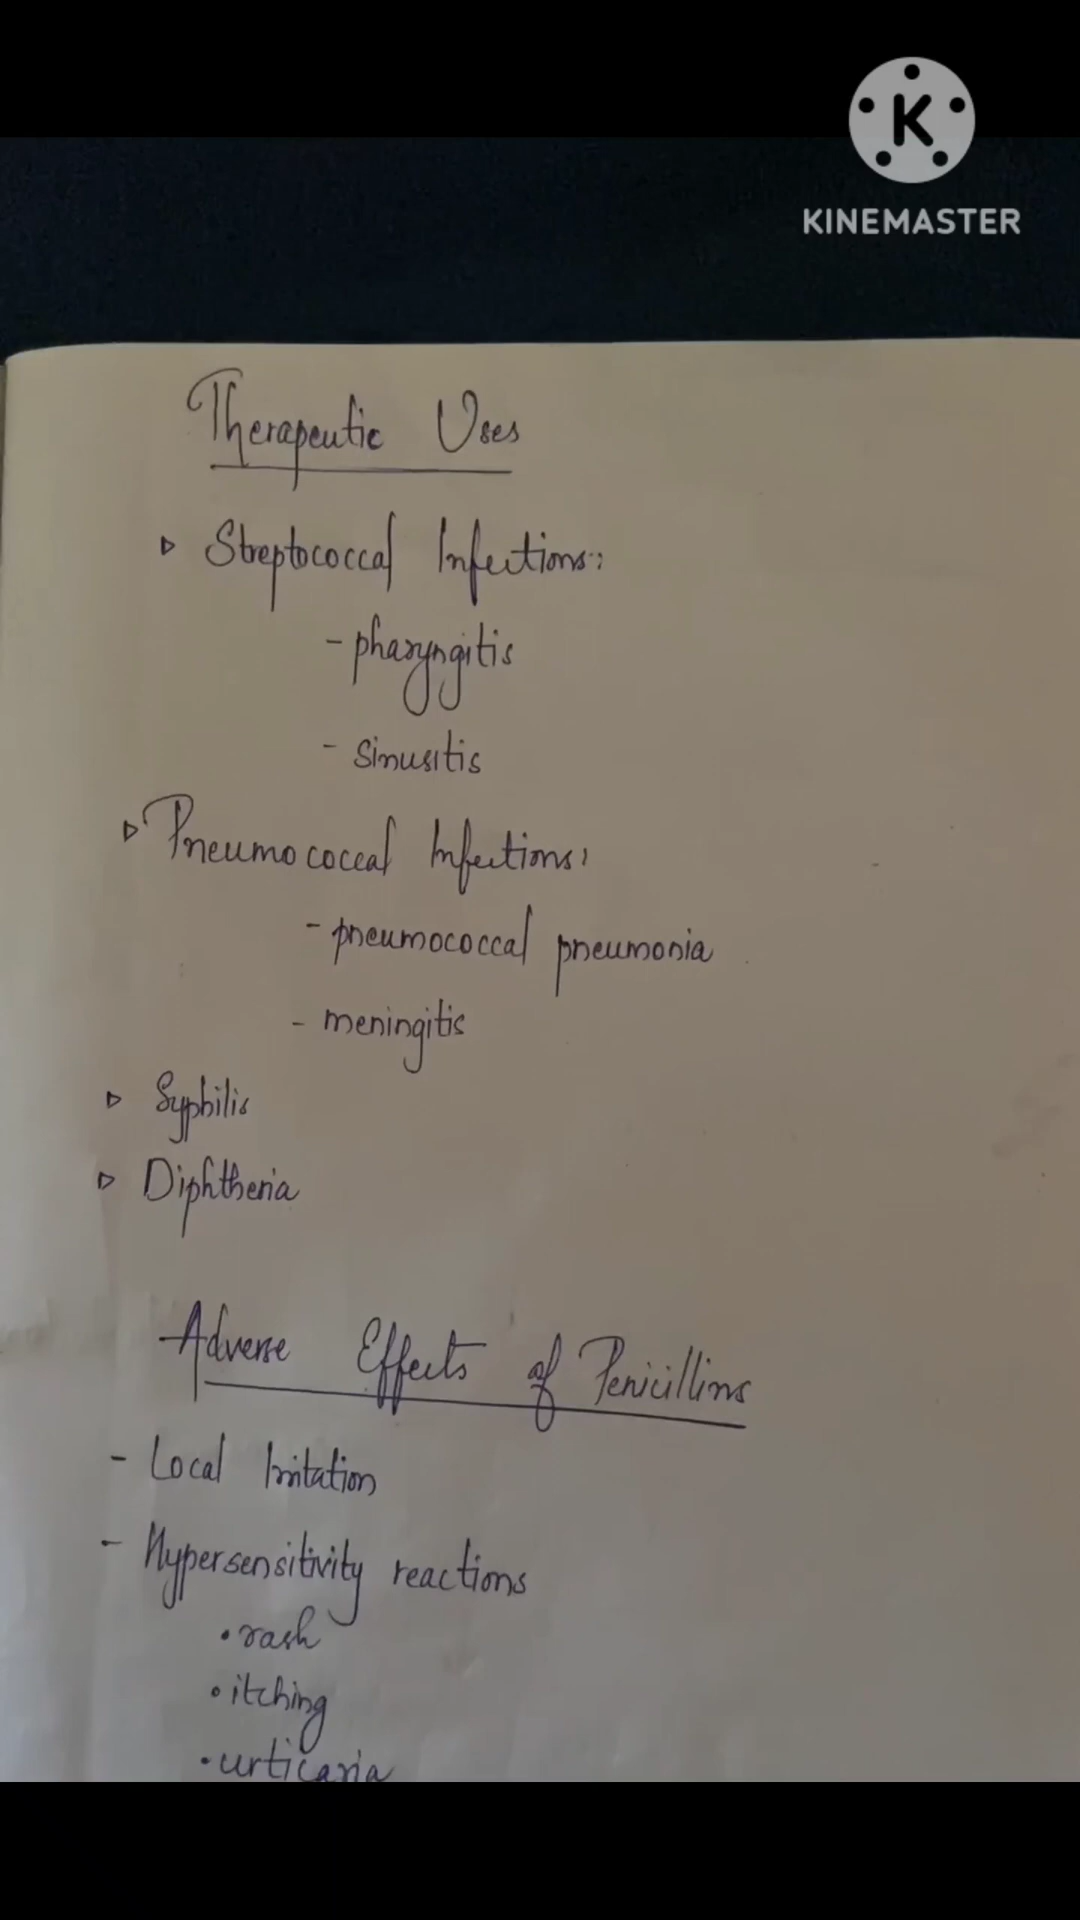 K
KINEMASTER
Therapeutic Uses
▷ Streptococcal Infections:
- pharyngitis
- sinusitis
▷ Pneumococcal Infections:
- pneumococcal pneumonia
- meningitis
▷ Syphilis
▷ Diphtheria
Adverse Effects of Penicillins
- Local Irritation
- Hypersensitivity reactions
• rash
• itching
• urticaria